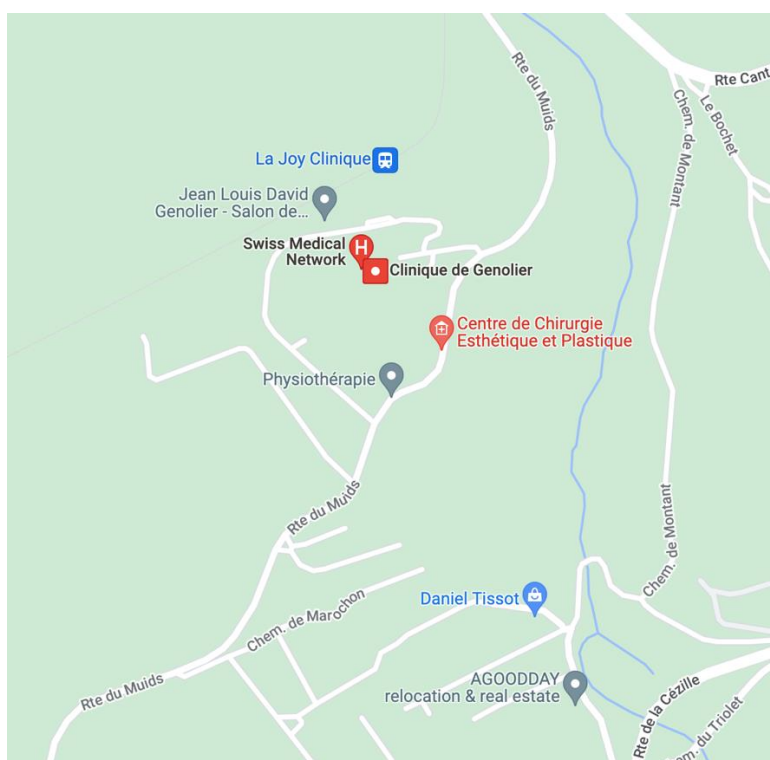 Rte du Muids
Rte Cant
Chem. de Montant
Le Bochet
La Joy Clinique
Jean Louis David
Genolier - Salon de...
Swiss Medical
Network
H
Clinique de Genolier
Centre de Chirurgie
Esthétique et Plastique
Physiothérapie
Rte du Muids
Chem. de Montant
Daniel Tissot
Chem. de Marochon
Rte du Muids
AGOODDAY
relocation & real estate
Rte de la Cézille
em. du Triolet